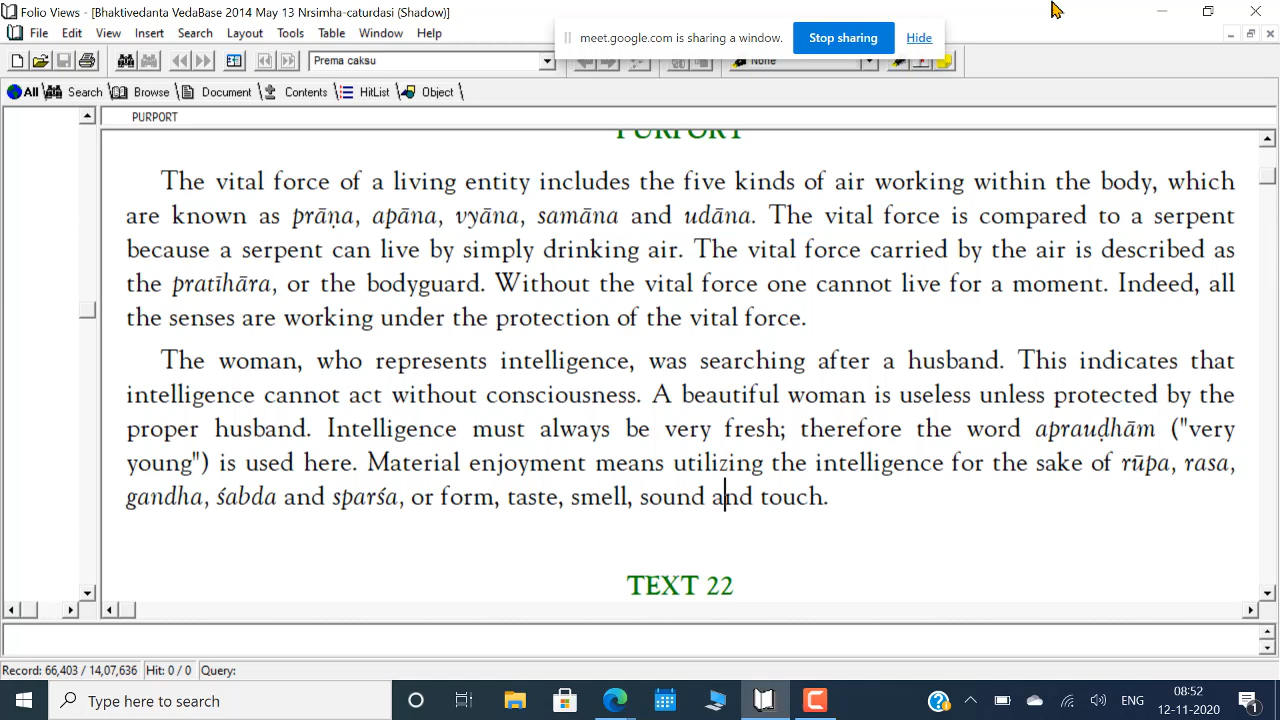 Folio Views - [Bhaktivedanta VedaBase 2014 May 13 Nrsimha-caturdasi (Shadow)]
meet.google.com is sharing a window. Stop sharing Hide
File Edit View Insert Search Layout Tools Table Window Help
Prema caksu None
All Search Browse Document Contents HitList Object
PURPORT
PURPORT
The vital force of a living entity includes the five kinds of air working within the body, which
are known as prāṇa, apāna, vyāna, samāna and udāna. The vital force is compared to a serpent
because a serpent can live by simply drinking air. The vital force carried by the air is described as
the pratīhāra, or the bodyguard. Without the vital force one cannot live for a moment. Indeed, all
the senses are working under the protection of the vital force.
The woman, who represents intelligence, was searching after a husband. This indicates that
intelligence cannot act without consciousness. A beautiful woman is useless unless protected by the
proper husband. Intelligence must always be very fresh; therefore the word aprauḍhām ("very
young") is used here. Material enjoyment means utilizing the intelligence for the sake of rūpa, rasa,
gandha, śabda and sparśa, or form, taste, smell, sound and touch.
TEXT 22
Record: 66,403 / 14,07,636 Hit: 0 / 0 Query:
Type here to search
ENG
08:52
12-11-2020
1